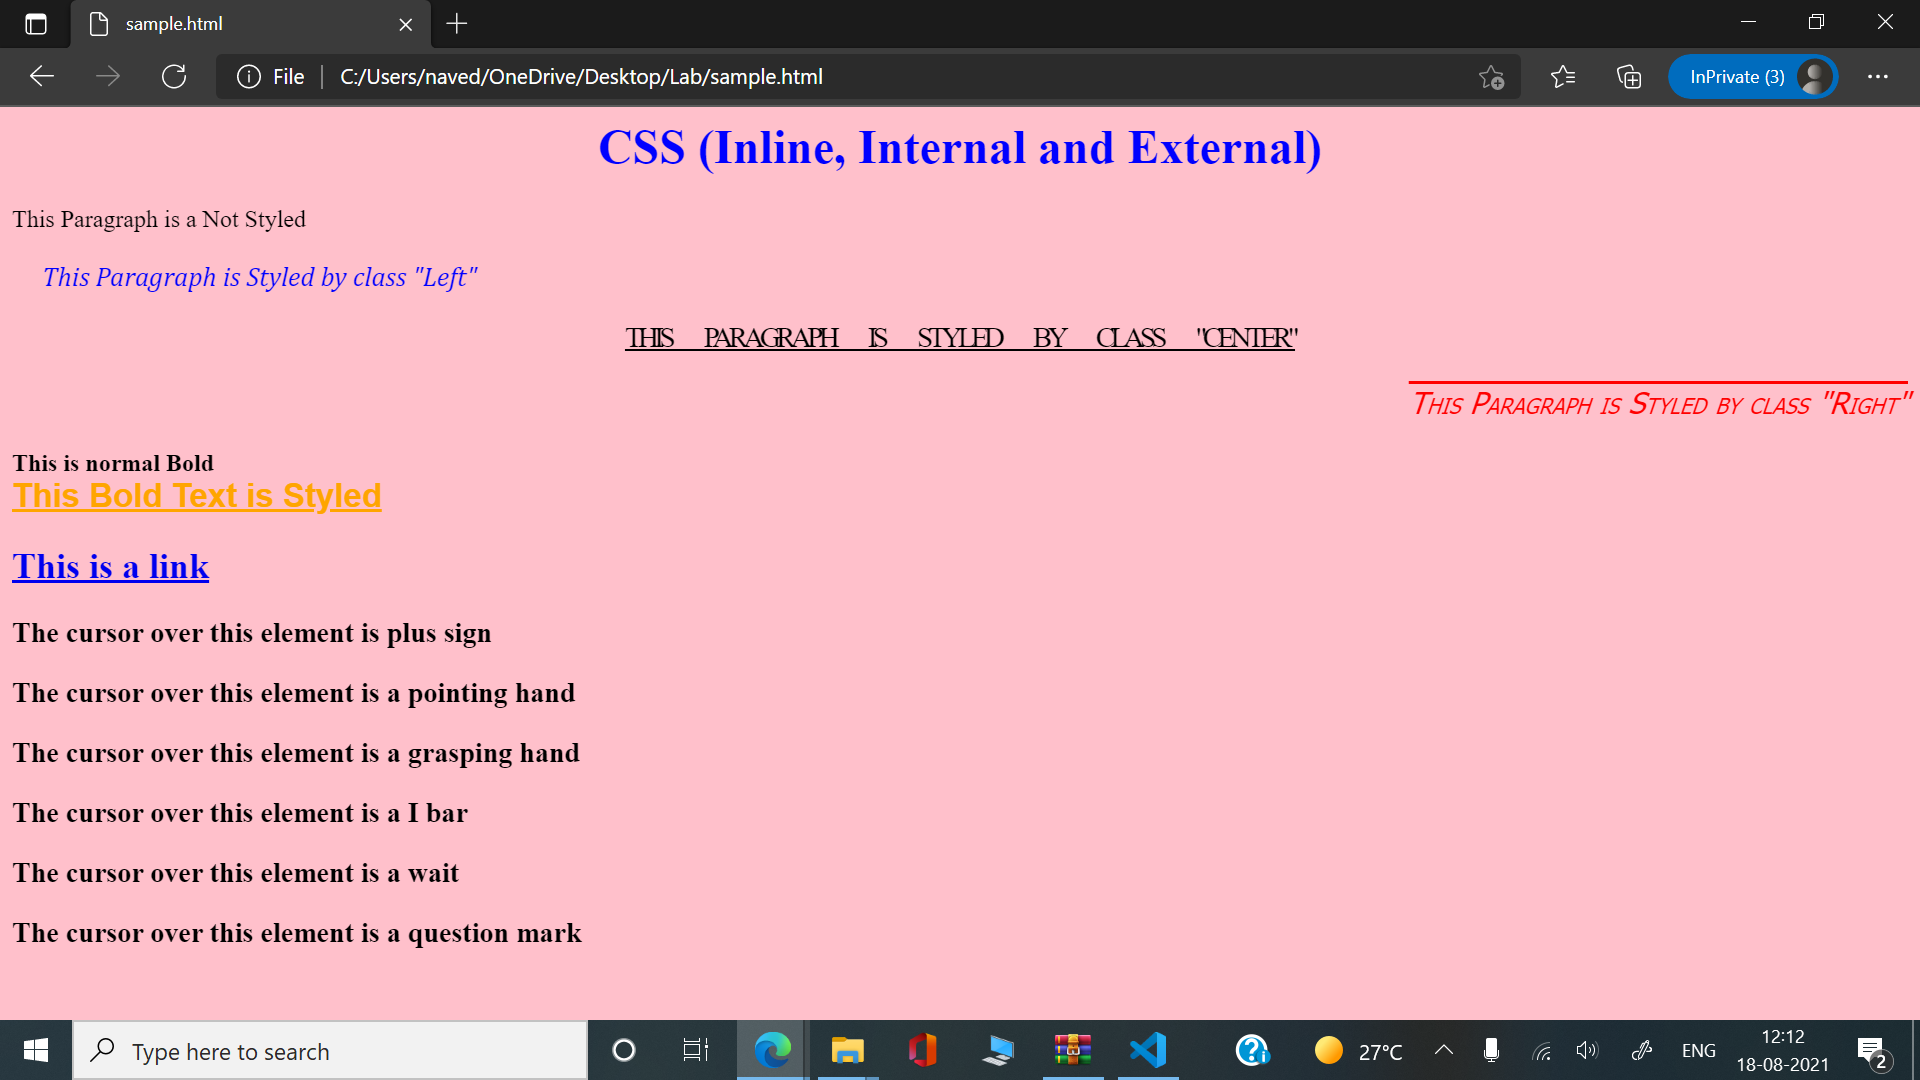 sample.html
File
C:/Users/naved/OneDrive/Desktop/Lab/sample.html
InPrivate (3)
CSS (Inline, Internal and External)
This Paragraph is a Not Styled
This Paragraph is Styled by class "Left"
THIS PARAGRAPH IS STYLED BY CLASS "CENTER"
THIS PARAGRAPH IS STYLED BY CLASS "RIGHT"
This is normal Bold
This Bold Text is Styled
This is a link
The cursor over this element is plus sign
The cursor over this element is a pointing hand
The cursor over this element is a grasping hand
The cursor over this element is a I bar
The cursor over this element is a wait
The cursor over this element is a question mark
Type here to search
27°C
ENG
12:12
18-08-2021
2